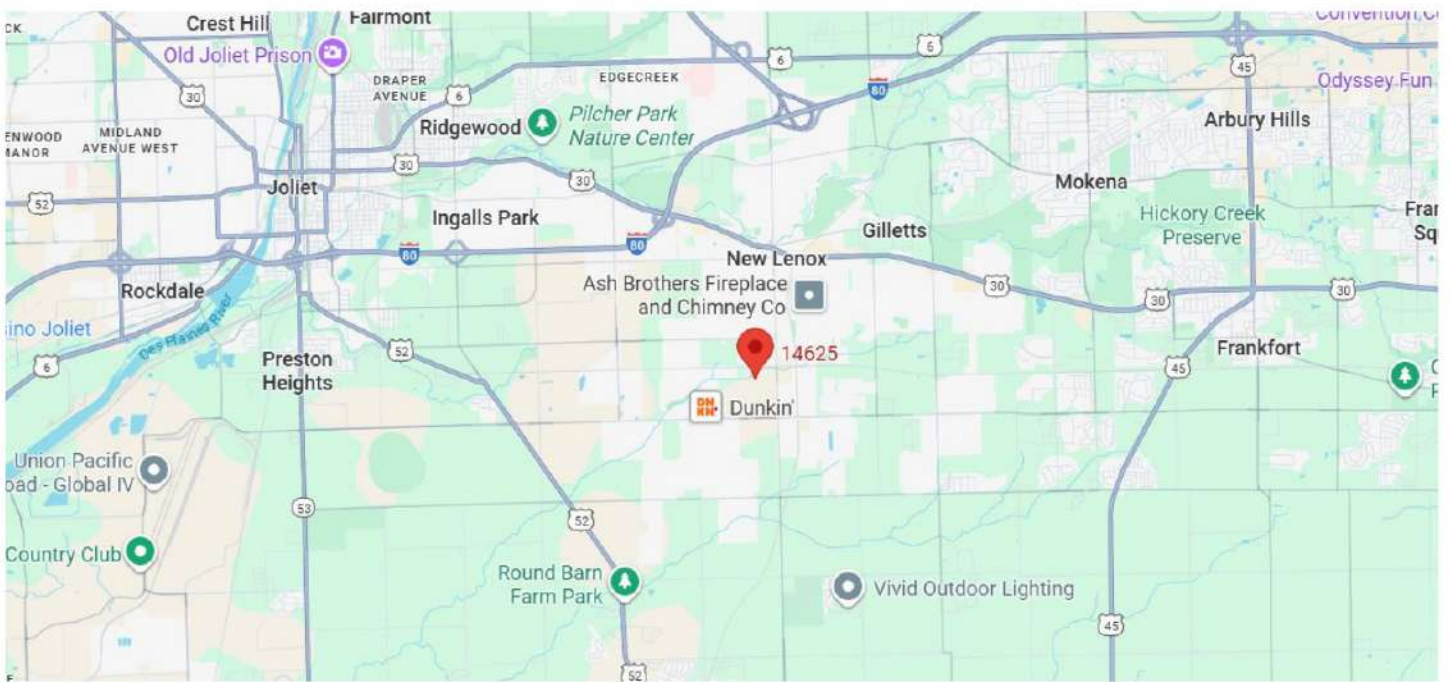 CK
Crest Hill
Fairmont
Convention C
Old Joliet Prison
6
6
45
DRAPER
AVENUE
EDGECREEK
80
Odyssey Fun
30
6
ENWOOD
MANOR
MIDLAND
AVENUE WEST
Ridgewood
Pilcher Park
Nature Center
Arbury Hills
30
30
Joliet
Mokena
52
Ingalls Park
Hickory Creek
Preserve
Fran
Sq
Gilletts
80
80
New Lenox
Rockdale
Ash Brothers Fireplace
and Chimney Co
30
30
30
sino Joliet
Des Plaines River
6
Preston
Heights
52
14625
Frankfort
45
Dunkin'
DN
KN'
Union Pacific
oad - Global IV
53
52
Country Club
Round Barn
Farm Park
Vivid Outdoor Lighting
45
52